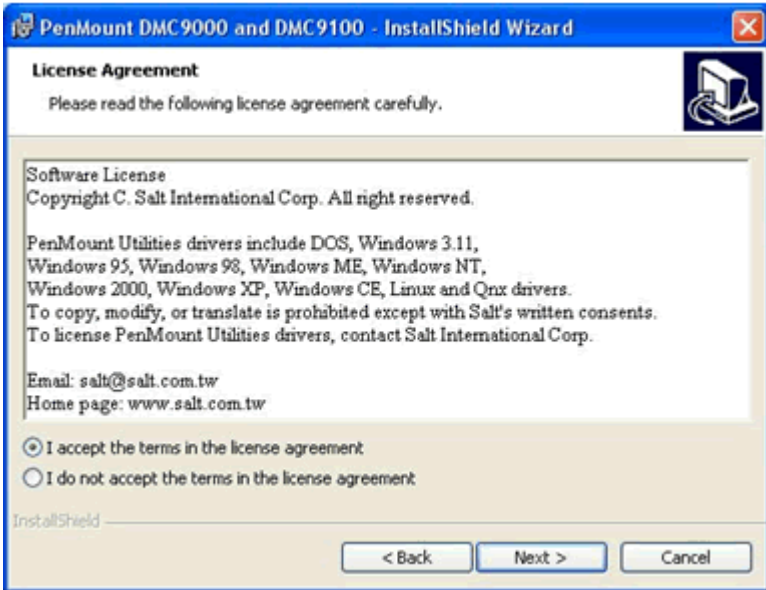 PenMount DMC9000 and DMC9100 - InstallShield Wizard
License Agreement
Please read the following license agreement carefully.
Software License
Copyright C. Salt International Corp. All right reserved.
PenMount Utilities drivers include DOS, Windows 3.11,
Windows 95, Windows 98, Windows ME, Windows NT,
Windows 2000, Windows XP, Windows CE, Linux and Qnx drivers.
To copy, modify, or translate is prohibited except with Salt's written consents.
To license PenMount Utilities drivers, contact Salt International Corp.
Email: salt@salt.com.tw
Home page: www.salt.com.tw
I accept the terms in the license agreement
I do not accept the terms in the license agreement
InstallShield
< Back Next > Cancel